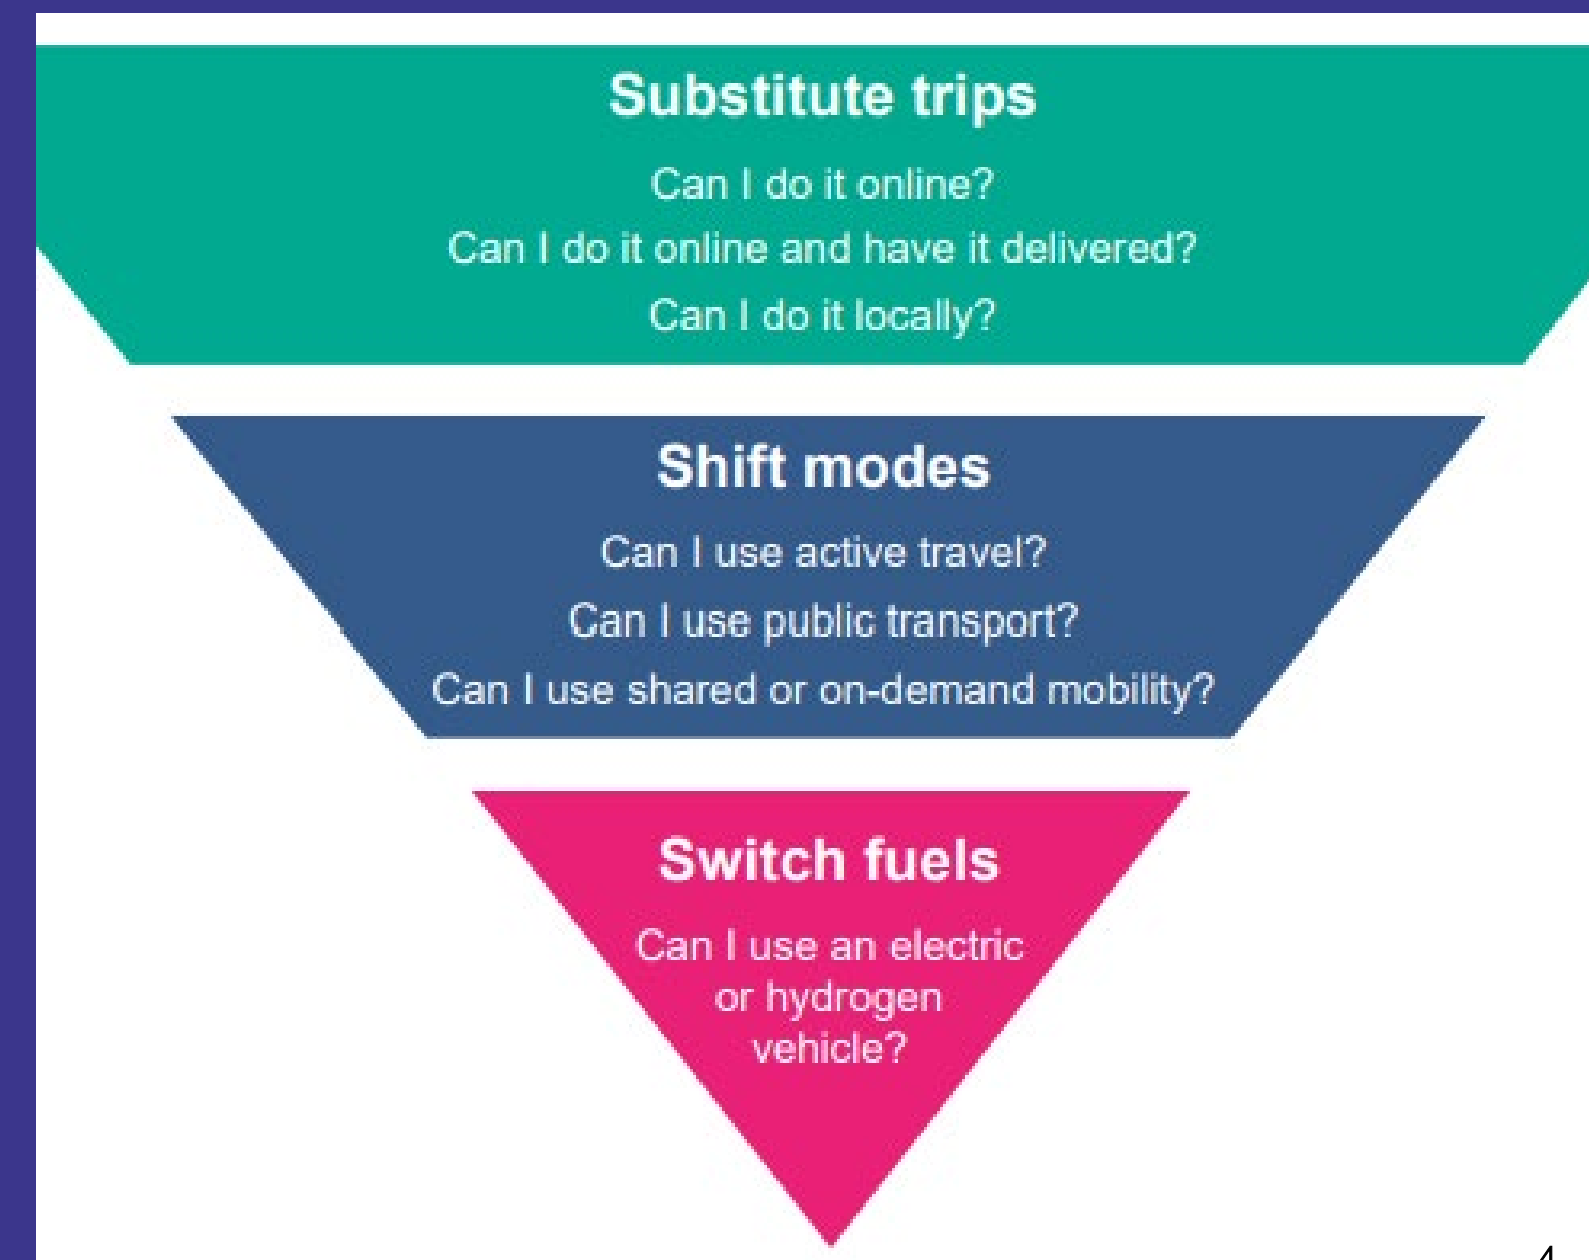 Substitute trips
Can I do it online?
Can I do it online and have it delivered?
Can I do it locally?
Shift modes
Can I use active travel?
Can I use public transport?
Can I use shared or on-demand mobility?
Switch fuels
Can I use an electric
or hydrogen
vehicle?
4